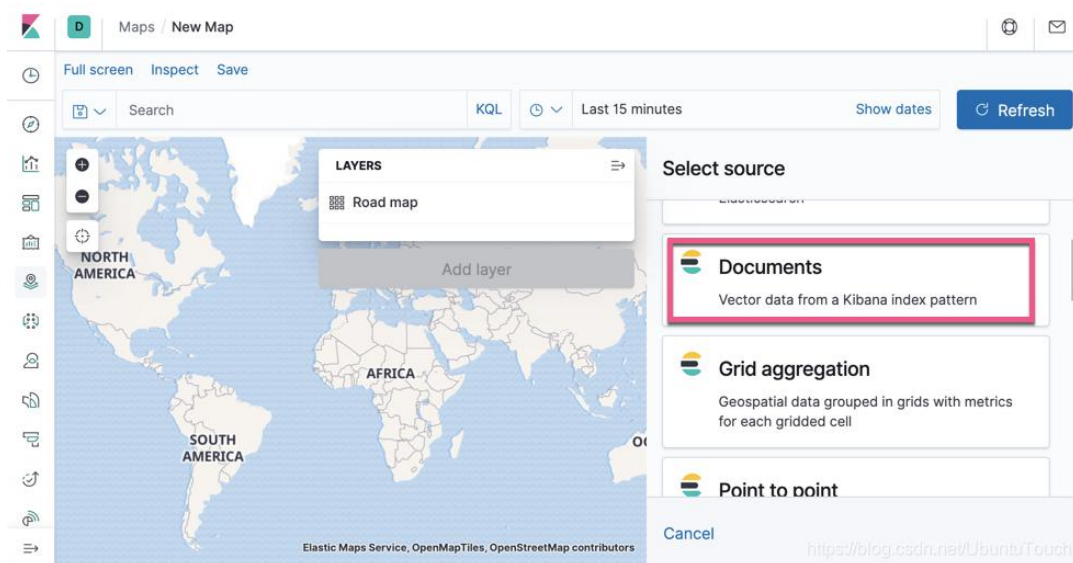 D Maps / New Map
Full screen Inspect Save
Search KQL Last 15 minutes Show dates Refresh
LAYERS
Road map
Add layer
NORTH
AMERICA
AFRICA
SOUTH
AMERICA
Elastic Maps Service, OpenMapTiles, OpenStreetMap contributors
Select source
Elasticsearch
Documents
Vector data from a Kibana index pattern
Grid aggregation
Geospatial data grouped in grids with metrics
for each gridded cell
Point to point
Cancel
https://blog.csdn.net/UbuntuTouch